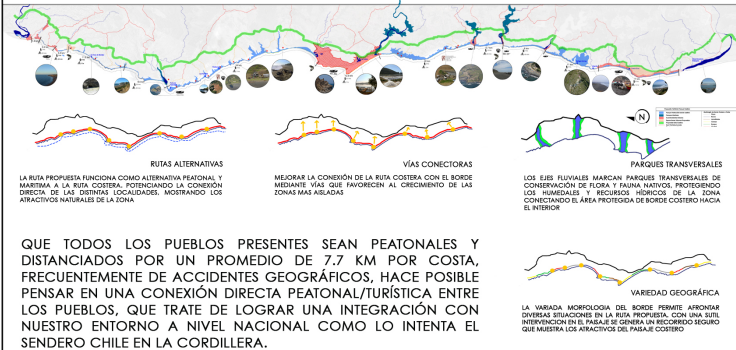 N
RUTAS ALTERNATIVAS
LA RUTA PROPUESTA FUNCIONA COMO ALTERNATIVA PEATONAL Y
MARITIMA A LA RUTA COSTERA, POTENCIANDO LA CONEXIÓN
DIRECTA DE LAS DISTINTAS LOCALIDADES, MOSTRANDO LOS
ATRACTIVOS NATURALES DE LA ZONA
VÍAS CONECTORAS
MEJORAR LA CONEXIÓN DE LA RUTA COSTERA CON EL BORDE
MEDIANTE VÍAS QUE FAVORECEN AL CRECIMIENTO DE LAS
ZONAS MAS AISLADAS
PARQUES TRANSVERSALES
LOS EJES FLUVIALES MARCAN PARQUES TRANSVERSALES DE
CONSERVACIÓN DE FLORA Y FAUNA NATIVOS, PROTEGIENDO
LOS HUMEDALES Y RECURSOS HÍDRICOS DE LA ZONA
CONECTANDO EL ÁREA PROTEGIDA DE BORDE COSTERO HACIA
EL INTERIOR
QUE TODOS LOS PUEBLOS PRESENTES SEAN PEATONALES Y
DISTANCIADOS POR UN PROMEDIO DE 7.7 KM POR COSTA,
FRECUENTEMENTE DE ACCIDENTES GEOGRÁFICOS, HACE POSIBLE
PENSAR EN UNA CONEXIÓN DIRECTA PEATONAL/TURÍSTICA ENTRE
LOS PUEBLOS, QUE TRATE DE LOGRAR UNA INTEGRACIÓN CON
NUESTRO ENTORNO A NIVEL NACIONAL COMO LO INTENTA EL
SENDERO CHILE EN LA CORDILLERA.
VARIEDAD GEOGRÁFICA
LA VARIADA MORFOLOGIA DEL BORDE PERMITE AFRONTAR
DIVERSAS SITUACIONES EN LA RUTA PROPUESTA. CON UNA SUTIL
INTERVENCION EN EL PAISAJE SE GENERA UN RECORRIDO SEGURO
QUE MUESTRA LOS ATRACTIVOS DEL PAISAJE COSTERO